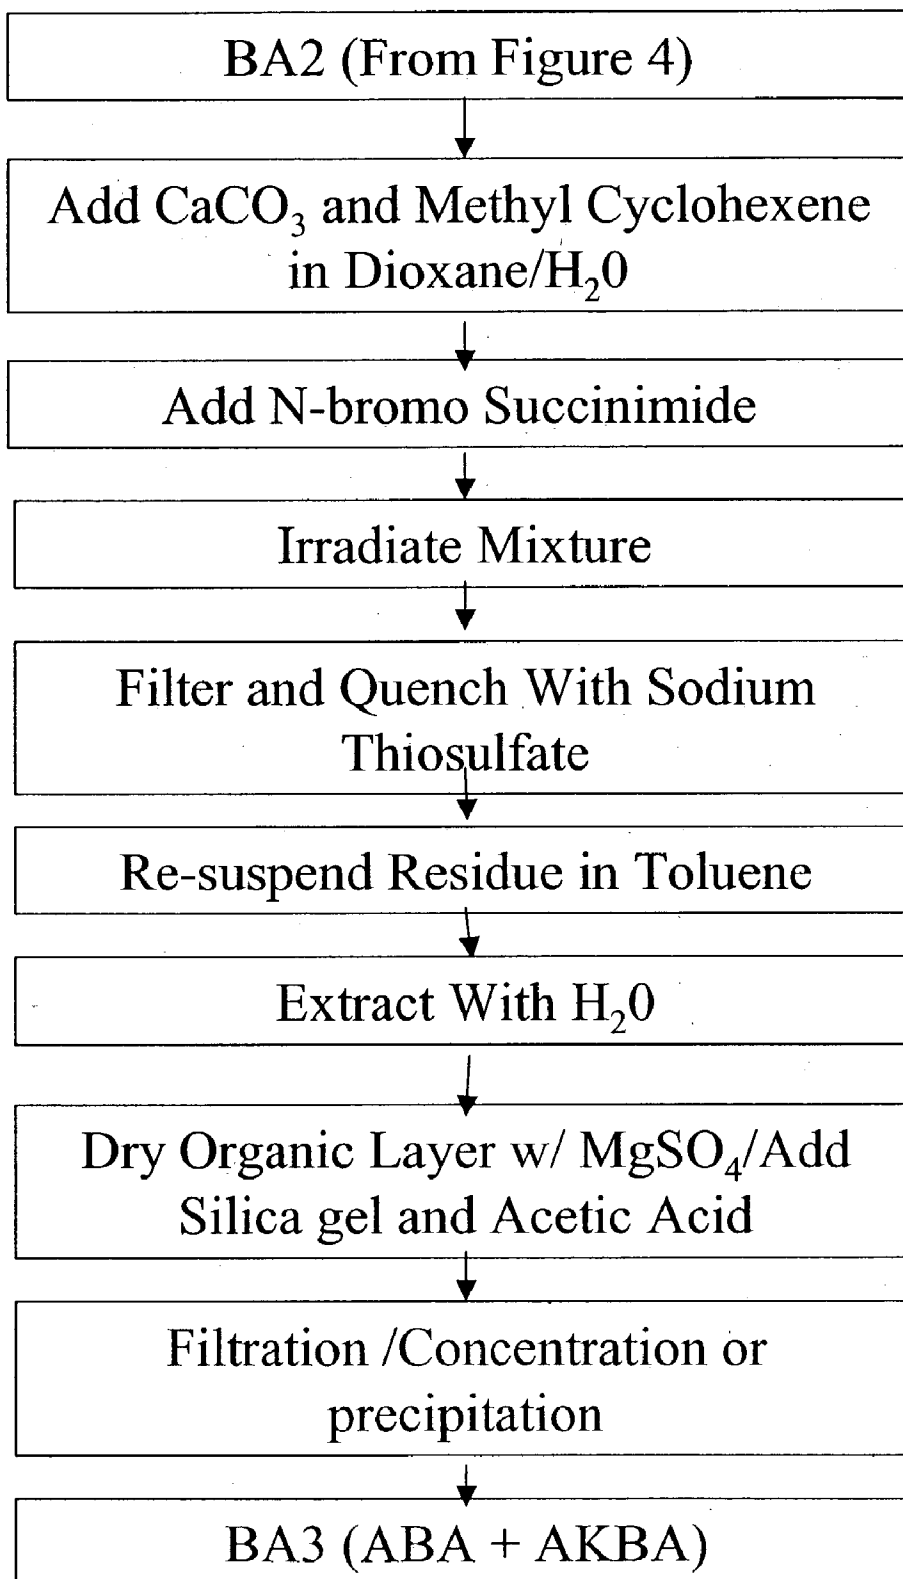 BA2 (From Figure 4)
Add CaCO₃ and Methyl Cyclohexene
in Dioxane/H₂0
Add N-bromo Succinimide
Irradiate Mixture
Filter and Quench With Sodium
Thiosulfate
Re-suspend Residue in Toluene
Extract With H₂0
Dry Organic Layer w/ MgSO₄/Add
Silica gel and Acetic Acid
Filtration /Concentration or
precipitation
BA3 (ABA + AKBA)